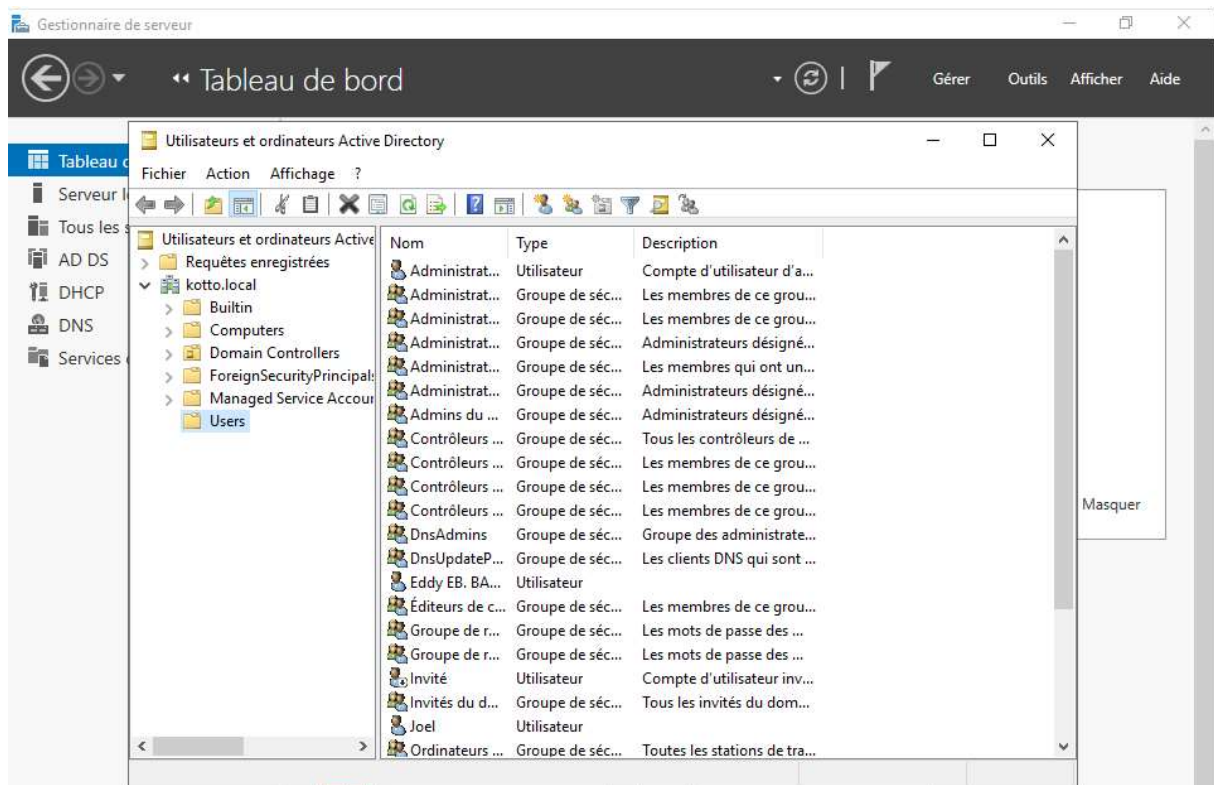 Gestionnaire de serveur
Tableau de bord
Gérer Outils Afficher Aide
Utilisateurs et ordinateurs Active Directory
Fichier Action Affichage ?
Tableau d
Serveur l
Tous les s
AD DS
DHCP
DNS
Services
Utilisateurs et ordinateurs Active
Requêtes enregistrées
kotto.local
Builtin
Computers
Domain Controllers
ForeignSecurityPrincipals
Managed Service Accour
Users
Nom Type Description
Administrat... Utilisateur Compte d'utilisateur d'a...
Administrat... Groupe de séc... Les membres de ce grou...
Administrat... Groupe de séc... Les membres de ce grou...
Administrat... Groupe de séc... Administrateurs désigné...
Administrat... Groupe de séc... Les membres qui ont un...
Administrat... Groupe de séc... Administrateurs désigné...
Admins du ... Groupe de séc... Administrateurs désigné...
Contrôleurs ... Groupe de séc... Tous les contrôleurs de ...
Contrôleurs ... Groupe de séc... Les membres de ce grou...
Contrôleurs ... Groupe de séc... Les membres de ce grou...
Contrôleurs ... Groupe de séc... Les membres de ce grou...
DnsAdmins Groupe de séc... Groupe des administrate...
DnsUpdateP... Groupe de séc... Les clients DNS qui sont ...
Eddy EB. BA... Utilisateur
Éditeurs de c... Groupe de séc... Les membres de ce grou...
Groupe de r... Groupe de séc... Les mots de passe des ...
Groupe de r... Groupe de séc... Les mots de passe des ...
Invité Utilisateur Compte d'utilisateur inv...
Invités du d... Groupe de séc... Tous les invités du dom...
Joel Utilisateur
Ordinateurs ... Groupe de séc... Toutes les stations de tra...
Masquer